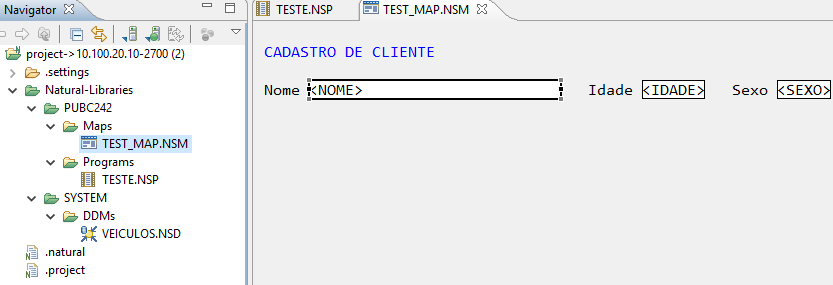 Navigator
project->10.100.20.10-2700 (2)
.settings
Natural-Libraries
PUBC242
Maps
TEST_MAP.NSM
Programs
TESTE.NSP
SYSTEM
DDMs
VEICULOS.NSD
.natural
.project
TESTE.NSP TEST_MAP.NSM
CADASTRO DE CLIENTE
Nome <NOME> Idade <IDADE> Sexo <SEXO>